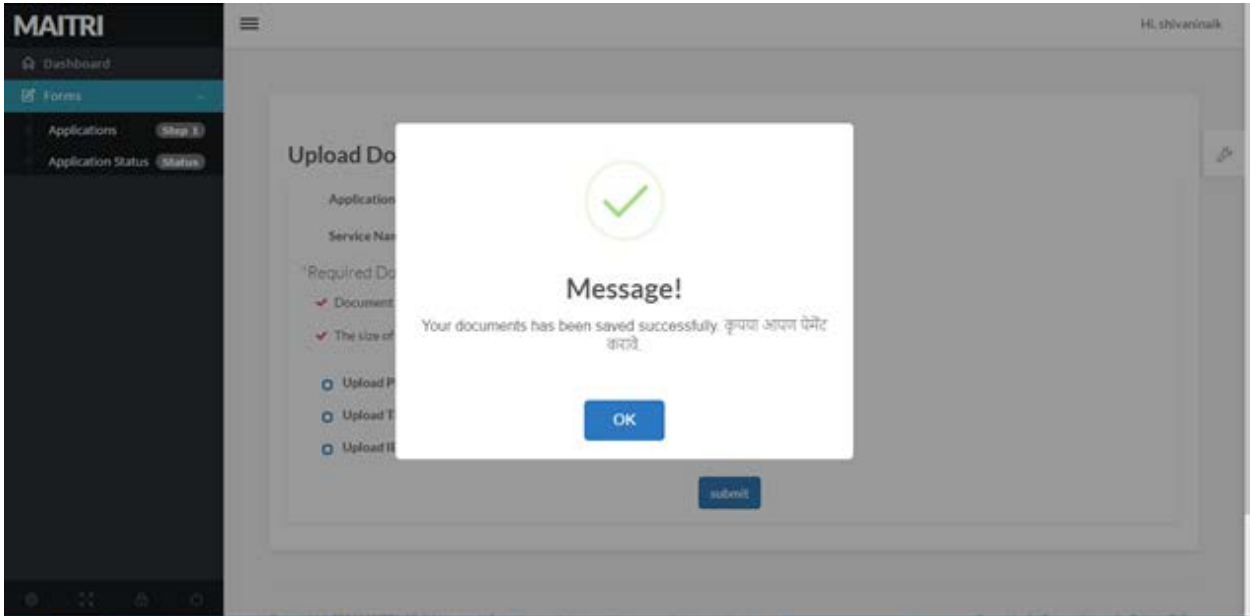 MAITRI
Hi, shivaninaik
Dashboard
Forms
Applications Step 1
Application Status Status
Upload Do
Application
Service Nam
*Required Do
Document
The size of
Upload P
Upload T
Upload
Message!
Your documents has been saved successfully. कृपया आपण पेमेंट
करावे.
OK
submit